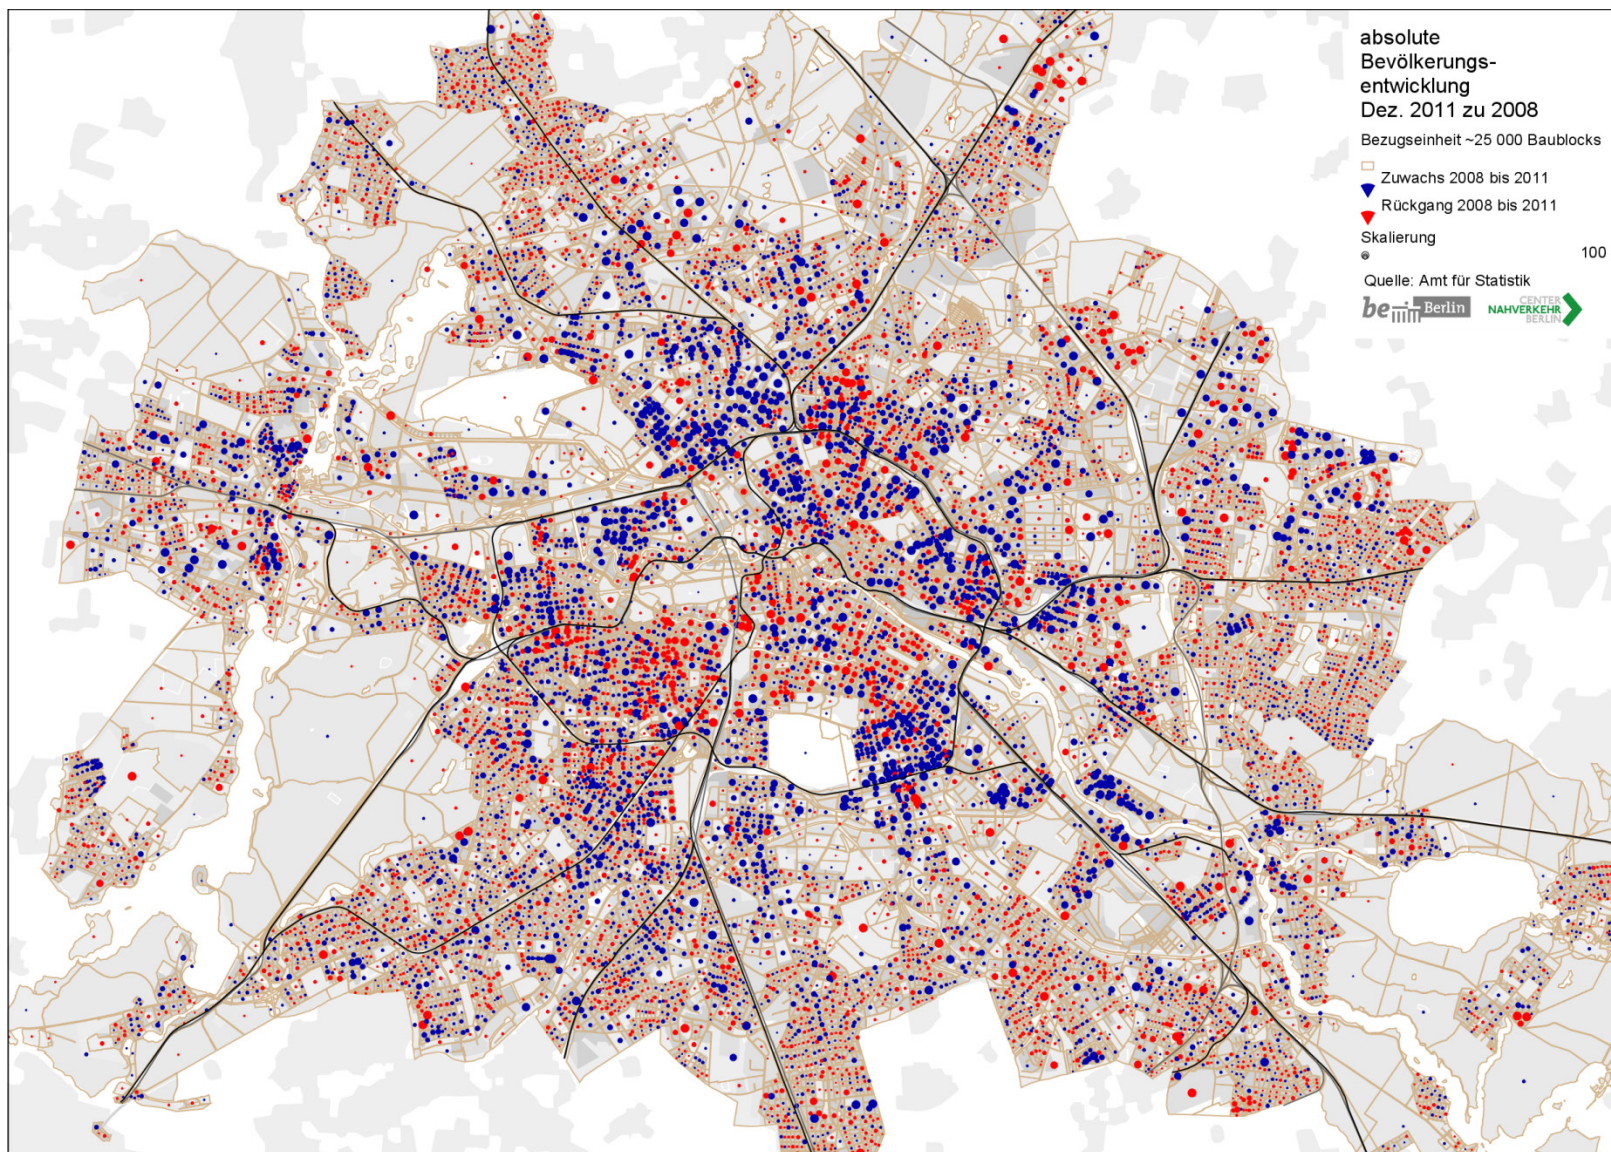 absolute
Bevölkerungs-
entwicklung
Dez. 2011 zu 2008
Bezugseinheit ~25 000 Baublocks
Zuwachs 2008 bis 2011
Rückgang 2008 bis 2011
Skalierung
100
Quelle: Amt für Statistik
be Berlin
CENTER
NAHVERKEHR
BERLIN